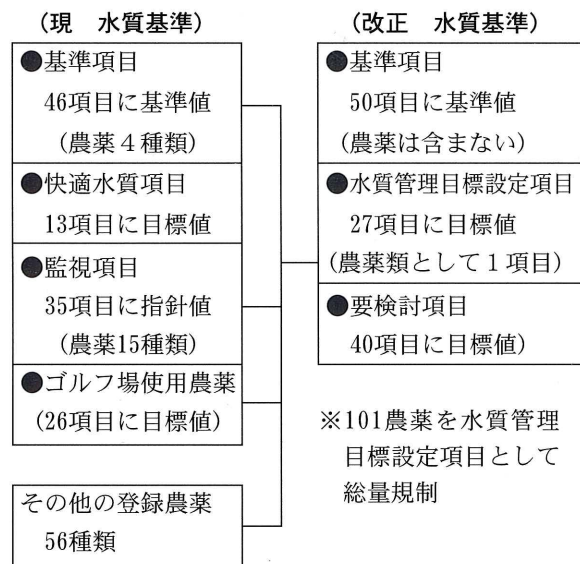 (現 水質基準)
●基準項目
46項目に基準値
(農薬４種類)
●快適水質項目
13項目に目標値
●監視項目
35項目に指針値
(農薬15種類)
●ゴルフ場使用農薬
(26項目に目標値)
その他の登録農薬
56種類
(改正 水質基準)
●基準項目
50項目に基準値
(農薬は含まない)
●水質管理目標設定項目
27項目に目標値
(農薬類として１項目)
●要検討項目
40項目に目標値)
※101農薬を水質管理
目標設定項目として
総量規制